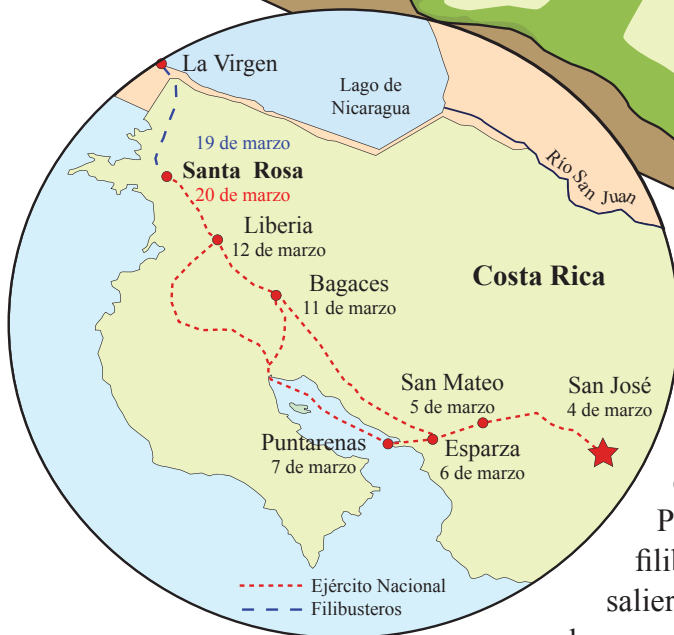 La Virgen
Lago de
Nicaragua
Río San Juan
19 de marzo
Santa Rosa
20 de marzo
Liberia
12 de marzo
Bagaces
11 de marzo
Costa Rica
San Mateo
5 de marzo
San José
4 de marzo
Puntarenas
7 de marzo
Esparza
6 de marzo
Ejército Nacional
Filibusteros
P
filib
salier